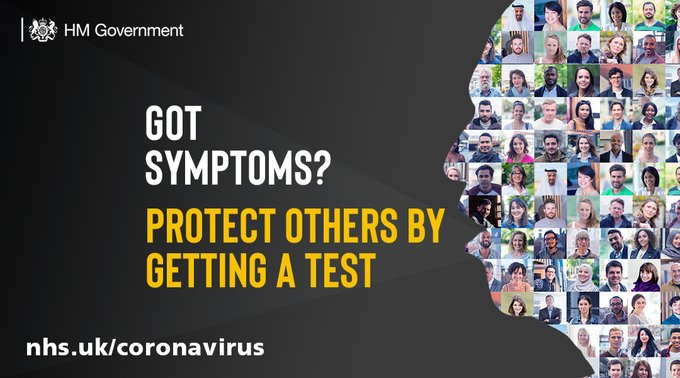 HM Government
GOT
SYMPTOMS?
PROTECT OTHERS BY
GETTING A TEST
nhs.uk/coronavirus